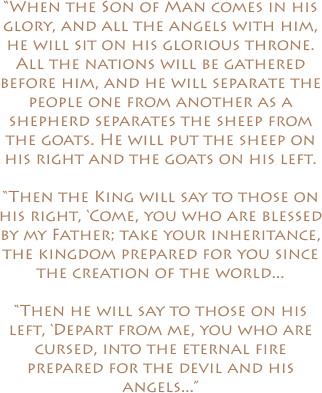 “When the Son of Man comes in his
glory, and all the angels with him,
he will sit on his glorious throne.
All the nations will be gathered
before him, and he will separate the
people one from another as a
shepherd separates the sheep from
the goats. He will put the sheep on
his right and the goats on his left.
“Then the King will say to those on
his right, ‘Come, you who are blessed
by my Father; take your inheritance,
the kingdom prepared for you since
the creation of the world...
“Then he will say to those on his
left, ‘Depart from me, you who are
cursed, into the eternal fire
prepared for the devil and his
angels...”